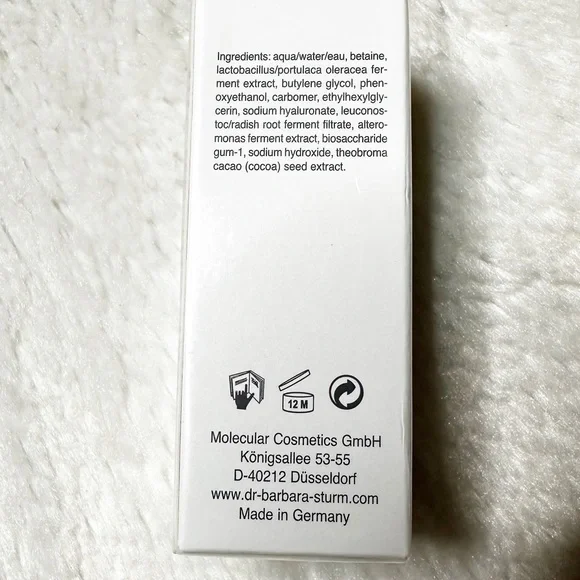 Ingredients: aqua/water/eau, betaine,
lactobacillus/portulaca oleracea fer-
ment extract, butylene glycol, phen-
oxyethanol, carbomer, ethylhexylgly-
cerin, sodium hyaluronate, leuconos-
toc/radish root ferment filtrate, altero-
monas ferment extract, biosaccharide
gum-1, sodium hydroxide, theobroma
cacao (cocoa) seed extract.
12 M
Molecular Cosmetics GmbH
Königsallee 53-55
D-40212 Düsseldorf
www.dr-barbara-sturm.com
Made in Germany